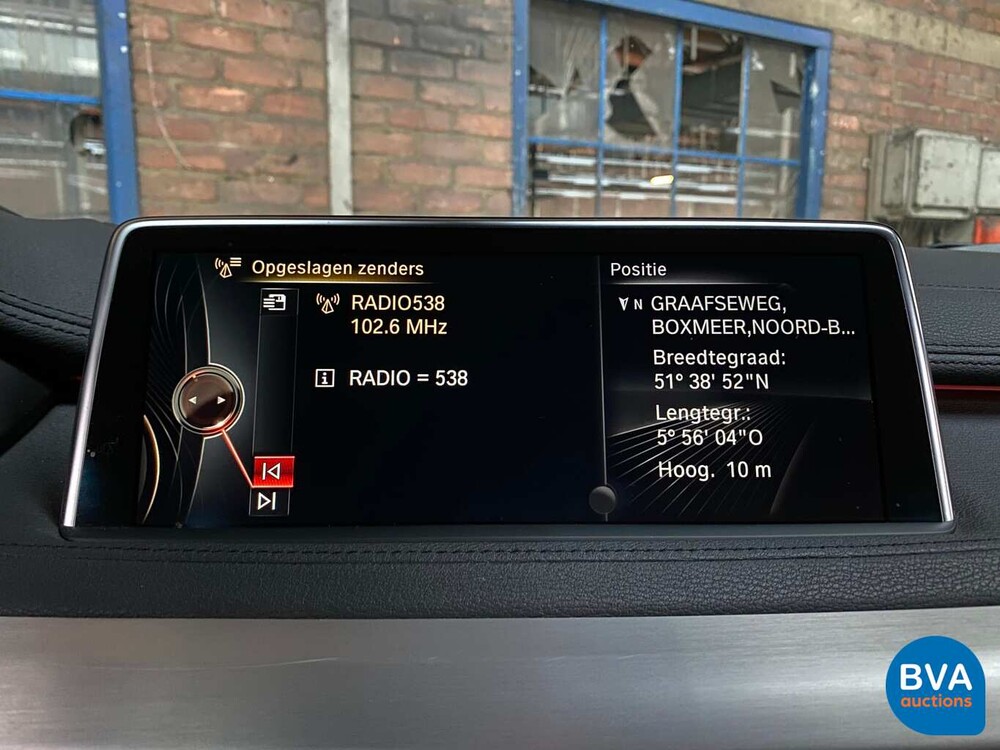 Opgeslagen zenders
RADIO538
102.6 MHz
RADIO = 538
Positie
N GRAAFSEWEG,
BOXMEER,NOORD-B...
Breedtegraad:
51° 38' 52"N
Lengtegr.:
5° 56' 04"O
Hoog. 10 m
BVA
auctions